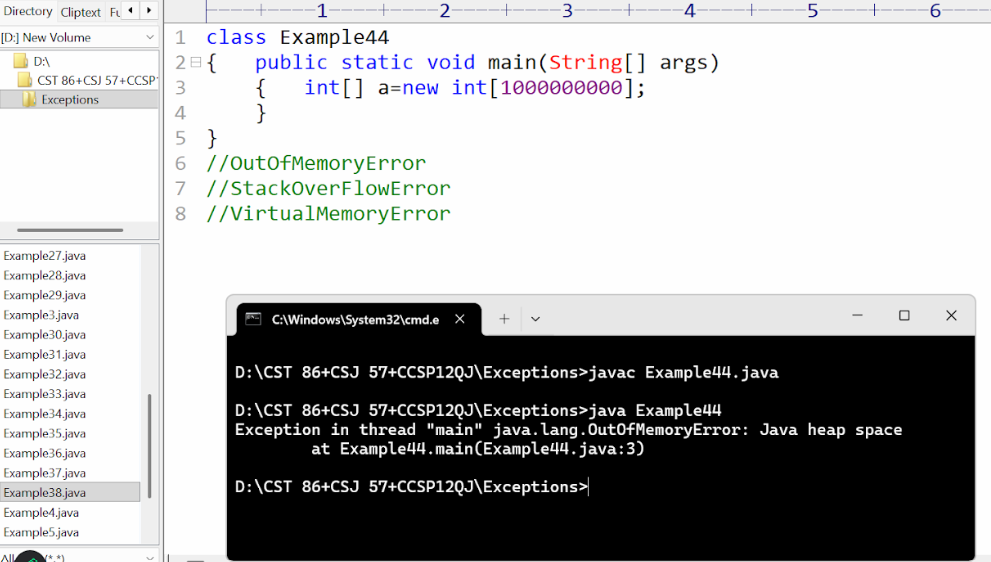 Directory Cliptext Fu
[D:] New Volume
D:\
CST 86+CSJ 57+CCSP
Exceptions
Example27.java
Example28.java
Example29.java
Example3.java
Example30.java
Example31.java
Example32.java
Example33.java
Example34.java
Example35.java
Example36.java
Example37.java
Example38.java
Example4.java
Example5.java
All (*.*)
1 2 3 4 5 6
1 class Example44
2 { public static void main(String[] args)
3 { int[] a=new int[1000000000];
4 }
5 }
6 //OutOfMemoryError
7 //StackOverFlowError
8 //VirtualMemoryError
C:\Windows\System32\cmd.e
D:\CST 86+CSJ 57+CCSP12QJ\Exceptions>javac Example44.java
D:\CST 86+CSJ 57+CCSP12QJ\Exceptions>java Example44
Exception in thread "main" java.lang.OutOfMemoryError: Java heap space
at Example44.main(Example44.java:3)
D:\CST 86+CSJ 57+CCSP12QJ\Exceptions>